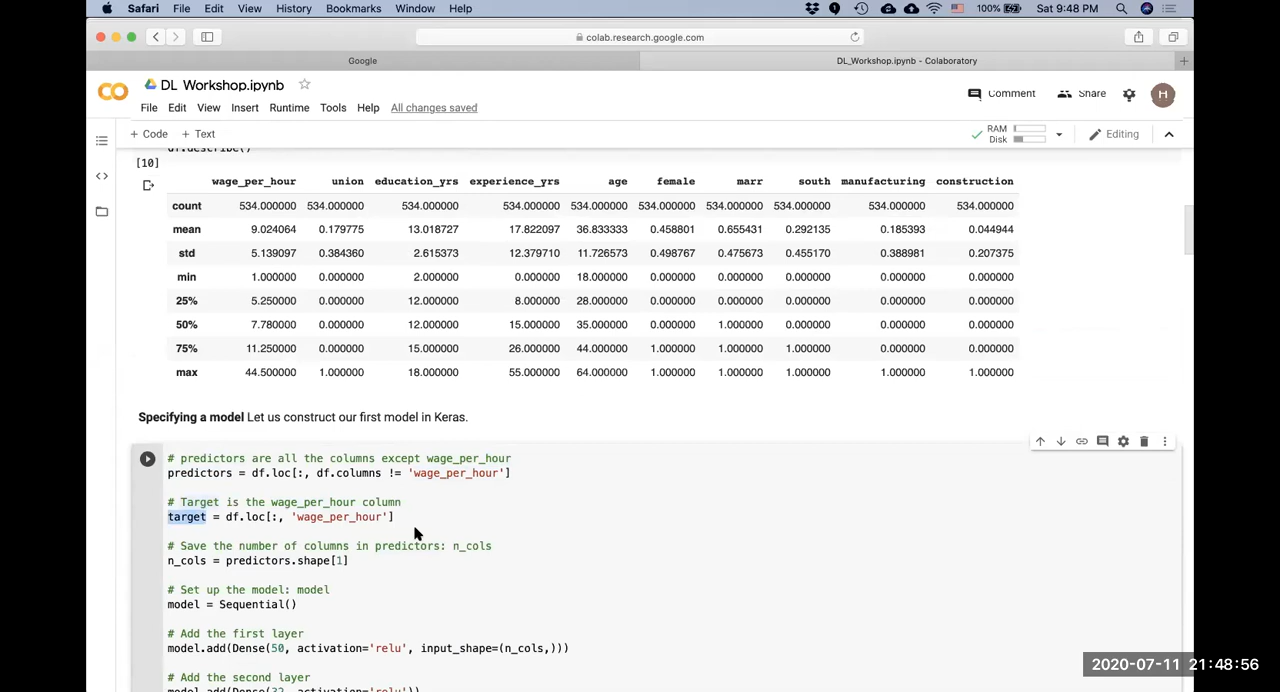 Safari File Edit View History Bookmarks Window Help 100% Sat 9:48 PM
colab.research.google.com
Google DL_Workshop.ipynb - Colaboratory
DL_Workshop.ipynb
File Edit View Insert Runtime Tools Help All changes saved Comment Share H
+ Code + Text RAM Disk Editing
df.describe()
[10]
wage_per_hour union education_yrs experience_yrs age female marr south manufacturing construction
count 534.000000 534.000000 534.000000 534.000000 534.000000 534.000000 534.000000 534.000000 534.000000 534.000000
mean 9.024064 0.179775 13.018727 17.822097 36.833333 0.458801 0.655431 0.292135 0.185393 0.044944
std 5.139097 0.384360 2.615373 12.379710 11.726573 0.498767 0.475673 0.455170 0.388981 0.207375
min 1.000000 0.000000 2.000000 0.000000 18.000000 0.000000 0.000000 0.000000 0.000000 0.000000
25% 5.250000 0.000000 12.000000 8.000000 28.000000 0.000000 0.000000 0.000000 0.000000 0.000000
50% 7.780000 0.000000 12.000000 15.000000 35.000000 0.000000 1.000000 0.000000 0.000000 0.000000
75% 11.250000 0.000000 15.000000 26.000000 44.000000 1.000000 1.000000 1.000000 0.000000 0.000000
max 44.500000 1.000000 18.000000 55.000000 64.000000 1.000000 1.000000 1.000000 1.000000 1.000000
Specifying a model Let us construct our first model in Keras.
# predictors are all the columns except wage_per_hour
predictors = df.loc[:, df.columns != 'wage_per_hour']
# Target is the wage_per_hour column
target = df.loc[:, 'wage_per_hour']
# Save the number of columns in predictors: n_cols
n_cols = predictors.shape[1]
# Set up the model: model
model = Sequential()
# Add the first layer
model.add(Dense(50, activation='relu', input_shape=(n_cols,)))
# Add the second layer
model.add(Dense(32, activation='relu'))
2020-07-11 21:48:56